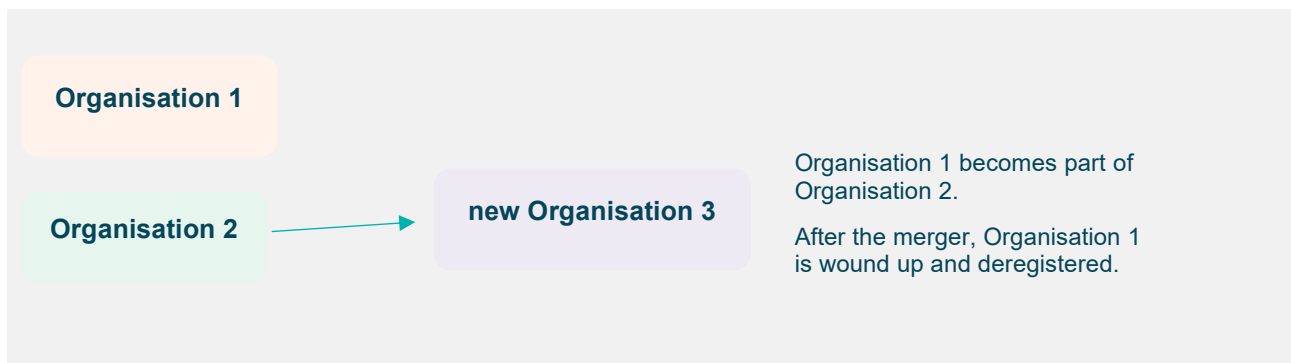 Organisation 1
Organisation 2
new Organisation 3
Organisation 1 becomes part of
Organisation 2.
After the merger, Organisation 1
is wound up and deregistered.